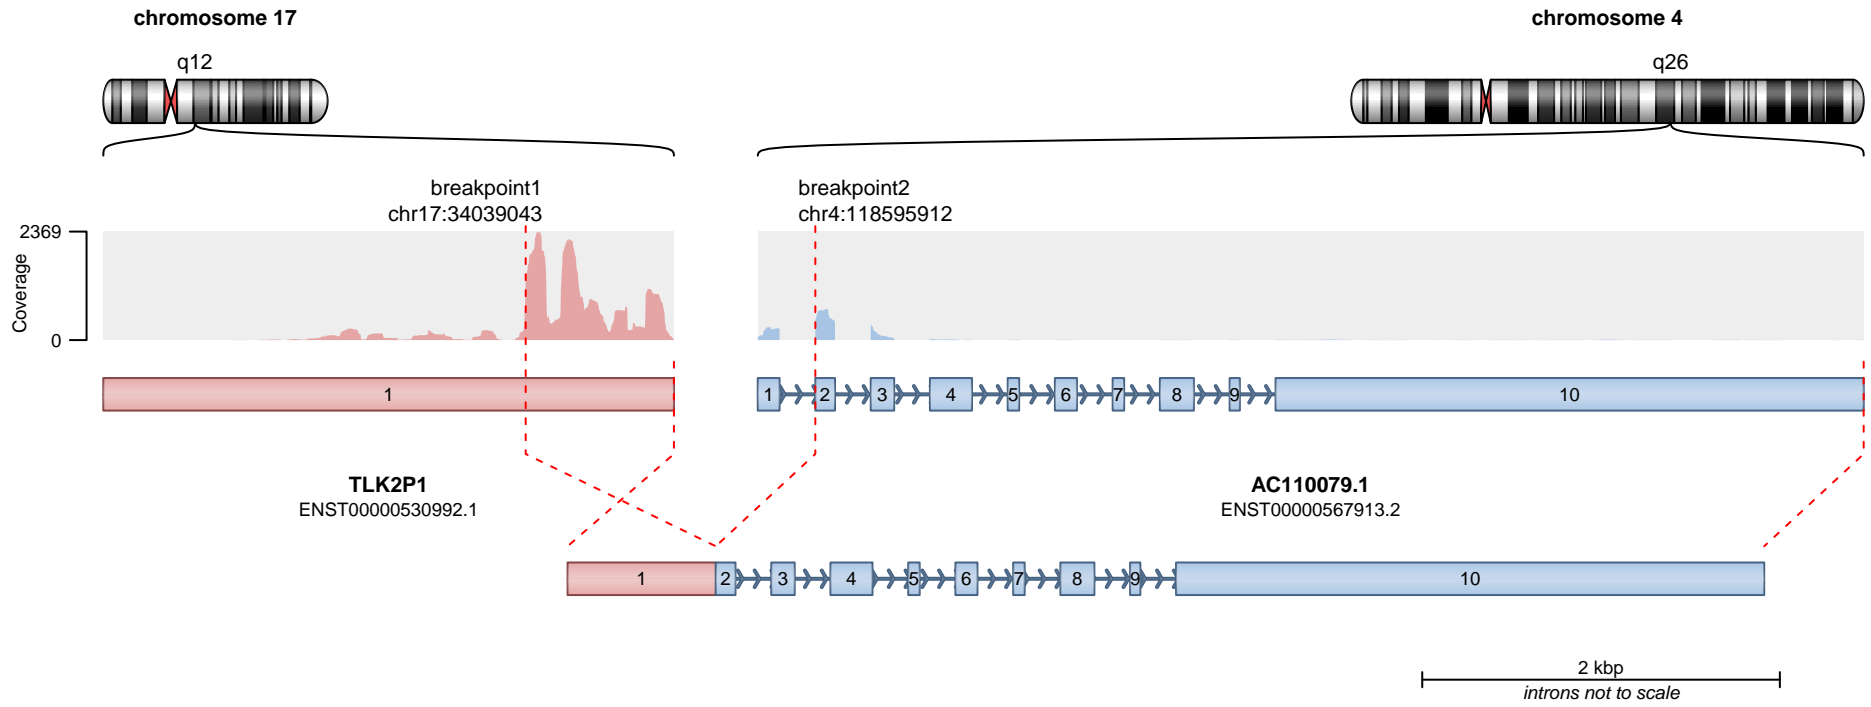 chromosome 17
chromosome 4
q12
q26
breakpoint1
chr17:34039043
breakpoint2
chr4:118595912
2369
Coverage
0
1
1 2 3 4 5 6 7 8 9 10
TLK2P1
ENST00000530992.1
AC110079.1
ENST00000567913.2
1 2 3 4 5 6 7 8 9 10
2 kbp
introns not to scale